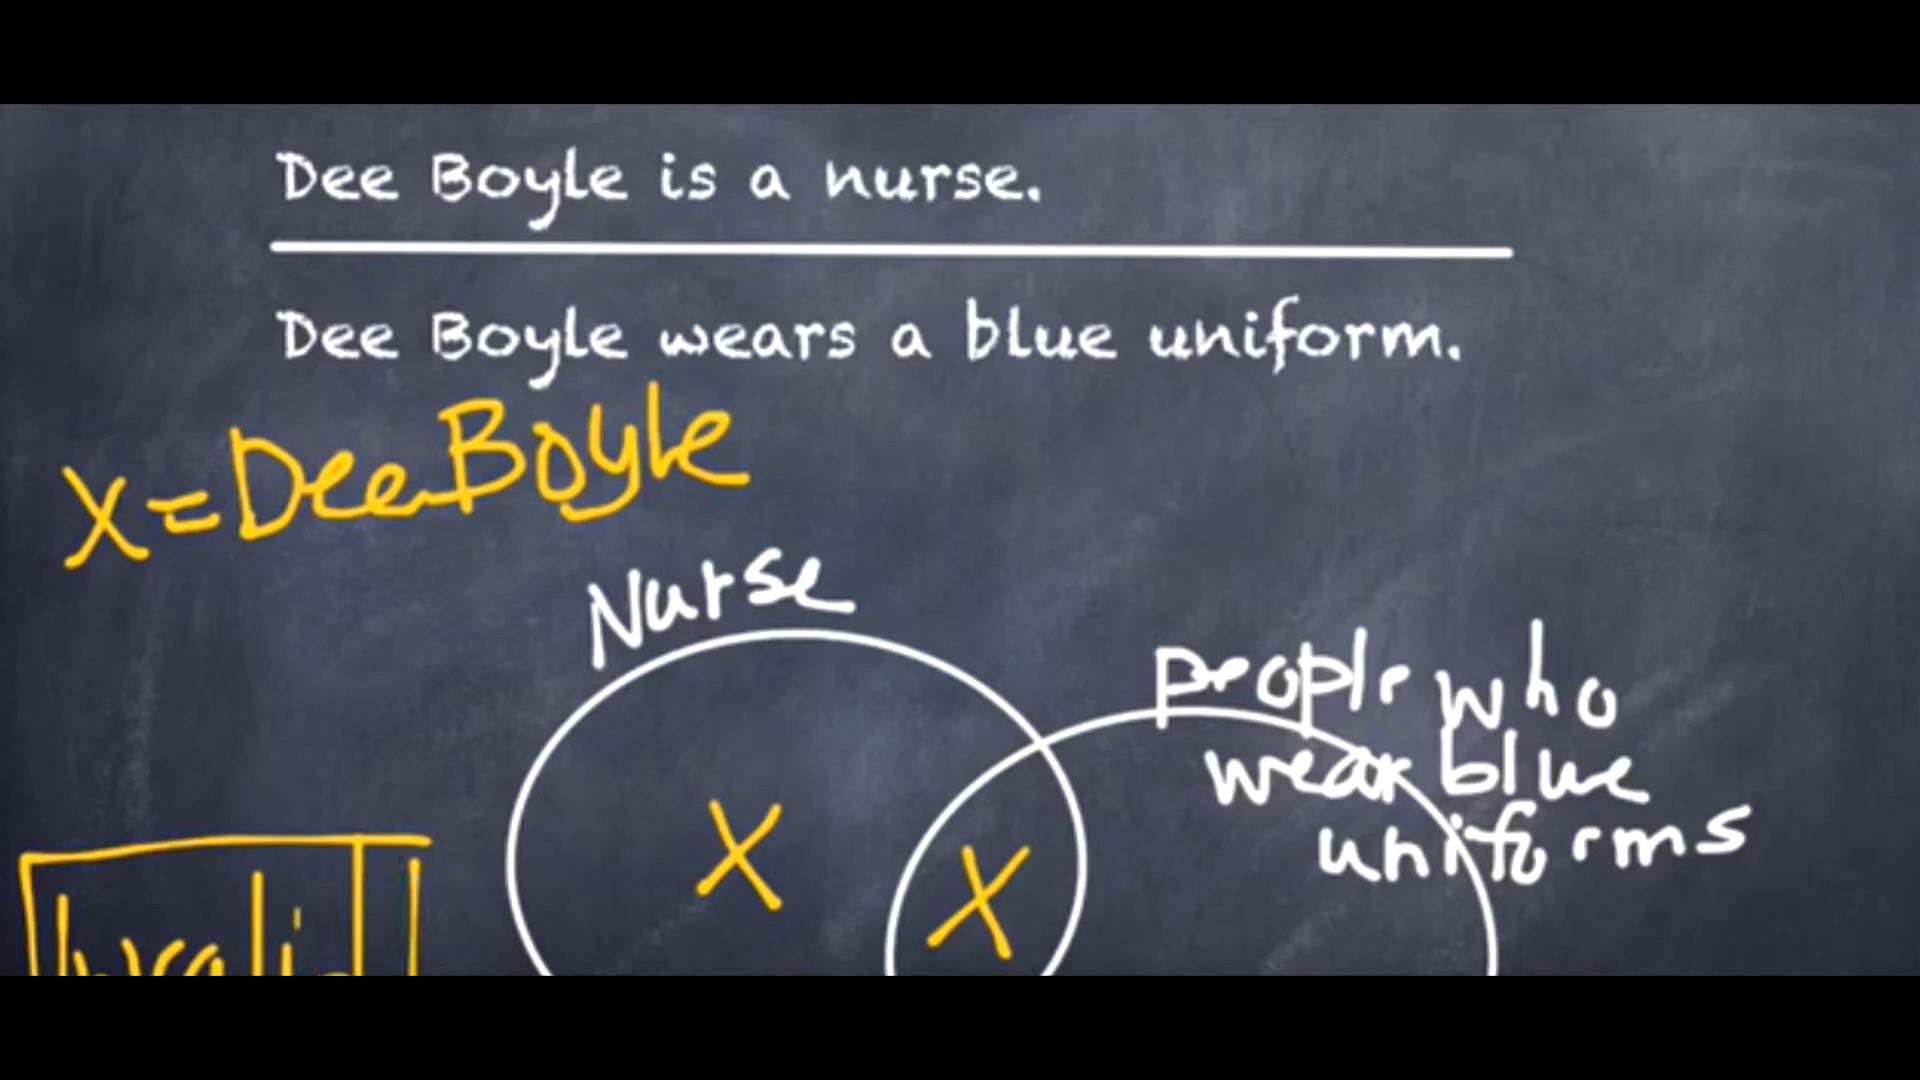 Dee Boyle is a nurse.
Dee Boyle wears a blue uniform.
X = Dee Boyle
Nurse
people who
wear blue
uniforms
X X